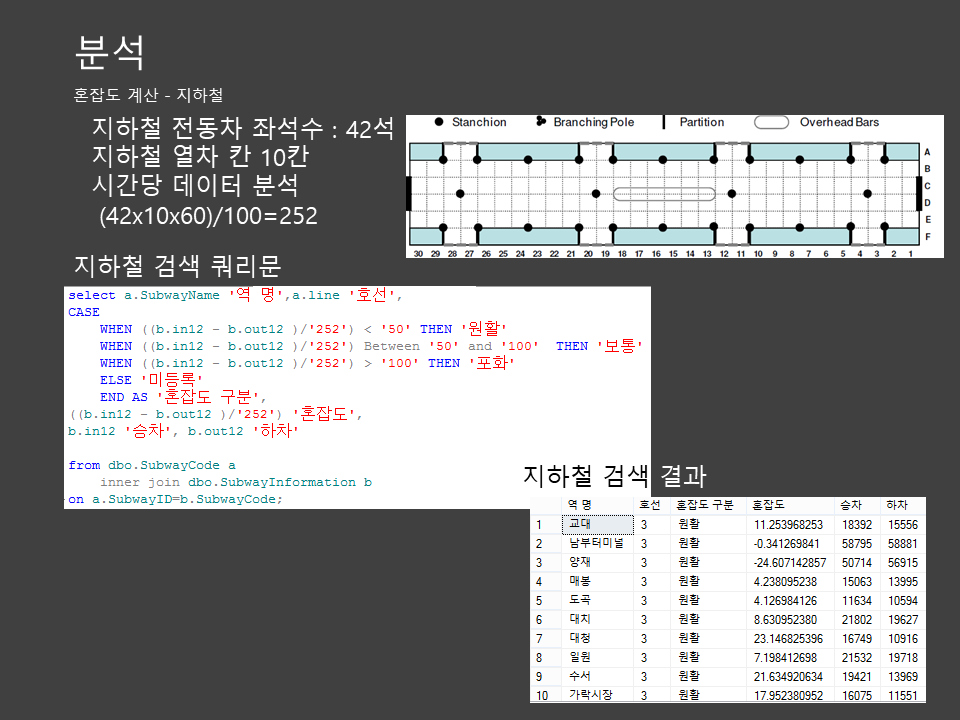 분석
혼잡도 계산 - 지하철
지하철 전동차 좌석수 : 42석
지하철 열차 칸 10칸
시간당 데이터 분석
(42x10x60)/100=252
Stanchion Branching Pole Partition Overhead Bars
A
B
C
D
E
F
30 29 28 27 26 25 24 23 22 21 20 19 18 17 16 15 14 13 12 11 10 9 8 7 6 5 4 3 2 1
지하철 검색 쿼리문
select a.SubwayName '역 명',a.line '호선',
CASE
WHEN ((b.in12 - b.out12 )/'252') < '50' THEN '원활'
WHEN ((b.in12 - b.out12 )/'252') Between '50' and '100' THEN '보통'
WHEN ((b.in12 - b.out12 )/'252') > '100' THEN '포화'
ELSE '미등록'
END AS '혼잡도 구분',
((b.in12 - b.out12 )/'252') '혼잡도',
b.in12 '승차', b.out12 '하차'
from dbo.SubwayCode a
inner join dbo.SubwayInformation b
on a.SubwayID=b.SubwayCode;
지하철 검색 결과
역 명 호선 혼잡도 구분 혼잡도 승차 하차
1 교대 3 원활 11.253968253 18392 15556
2 남부터미널 3 원활 -0.341269841 58795 58881
3 양재 3 원활 -24.607142857 50714 56915
4 매봉 3 원활 4.238095238 15063 13995
5 도곡 3 원활 4.126984126 11634 10594
6 대치 3 원활 8.630952380 21802 19627
7 대청 3 원활 23.146825396 16749 10916
8 일원 3 원활 7.198412698 21532 19718
9 수서 3 원활 21.634920634 19421 13969
10 가락시장 3 원활 17.952380952 16075 11551